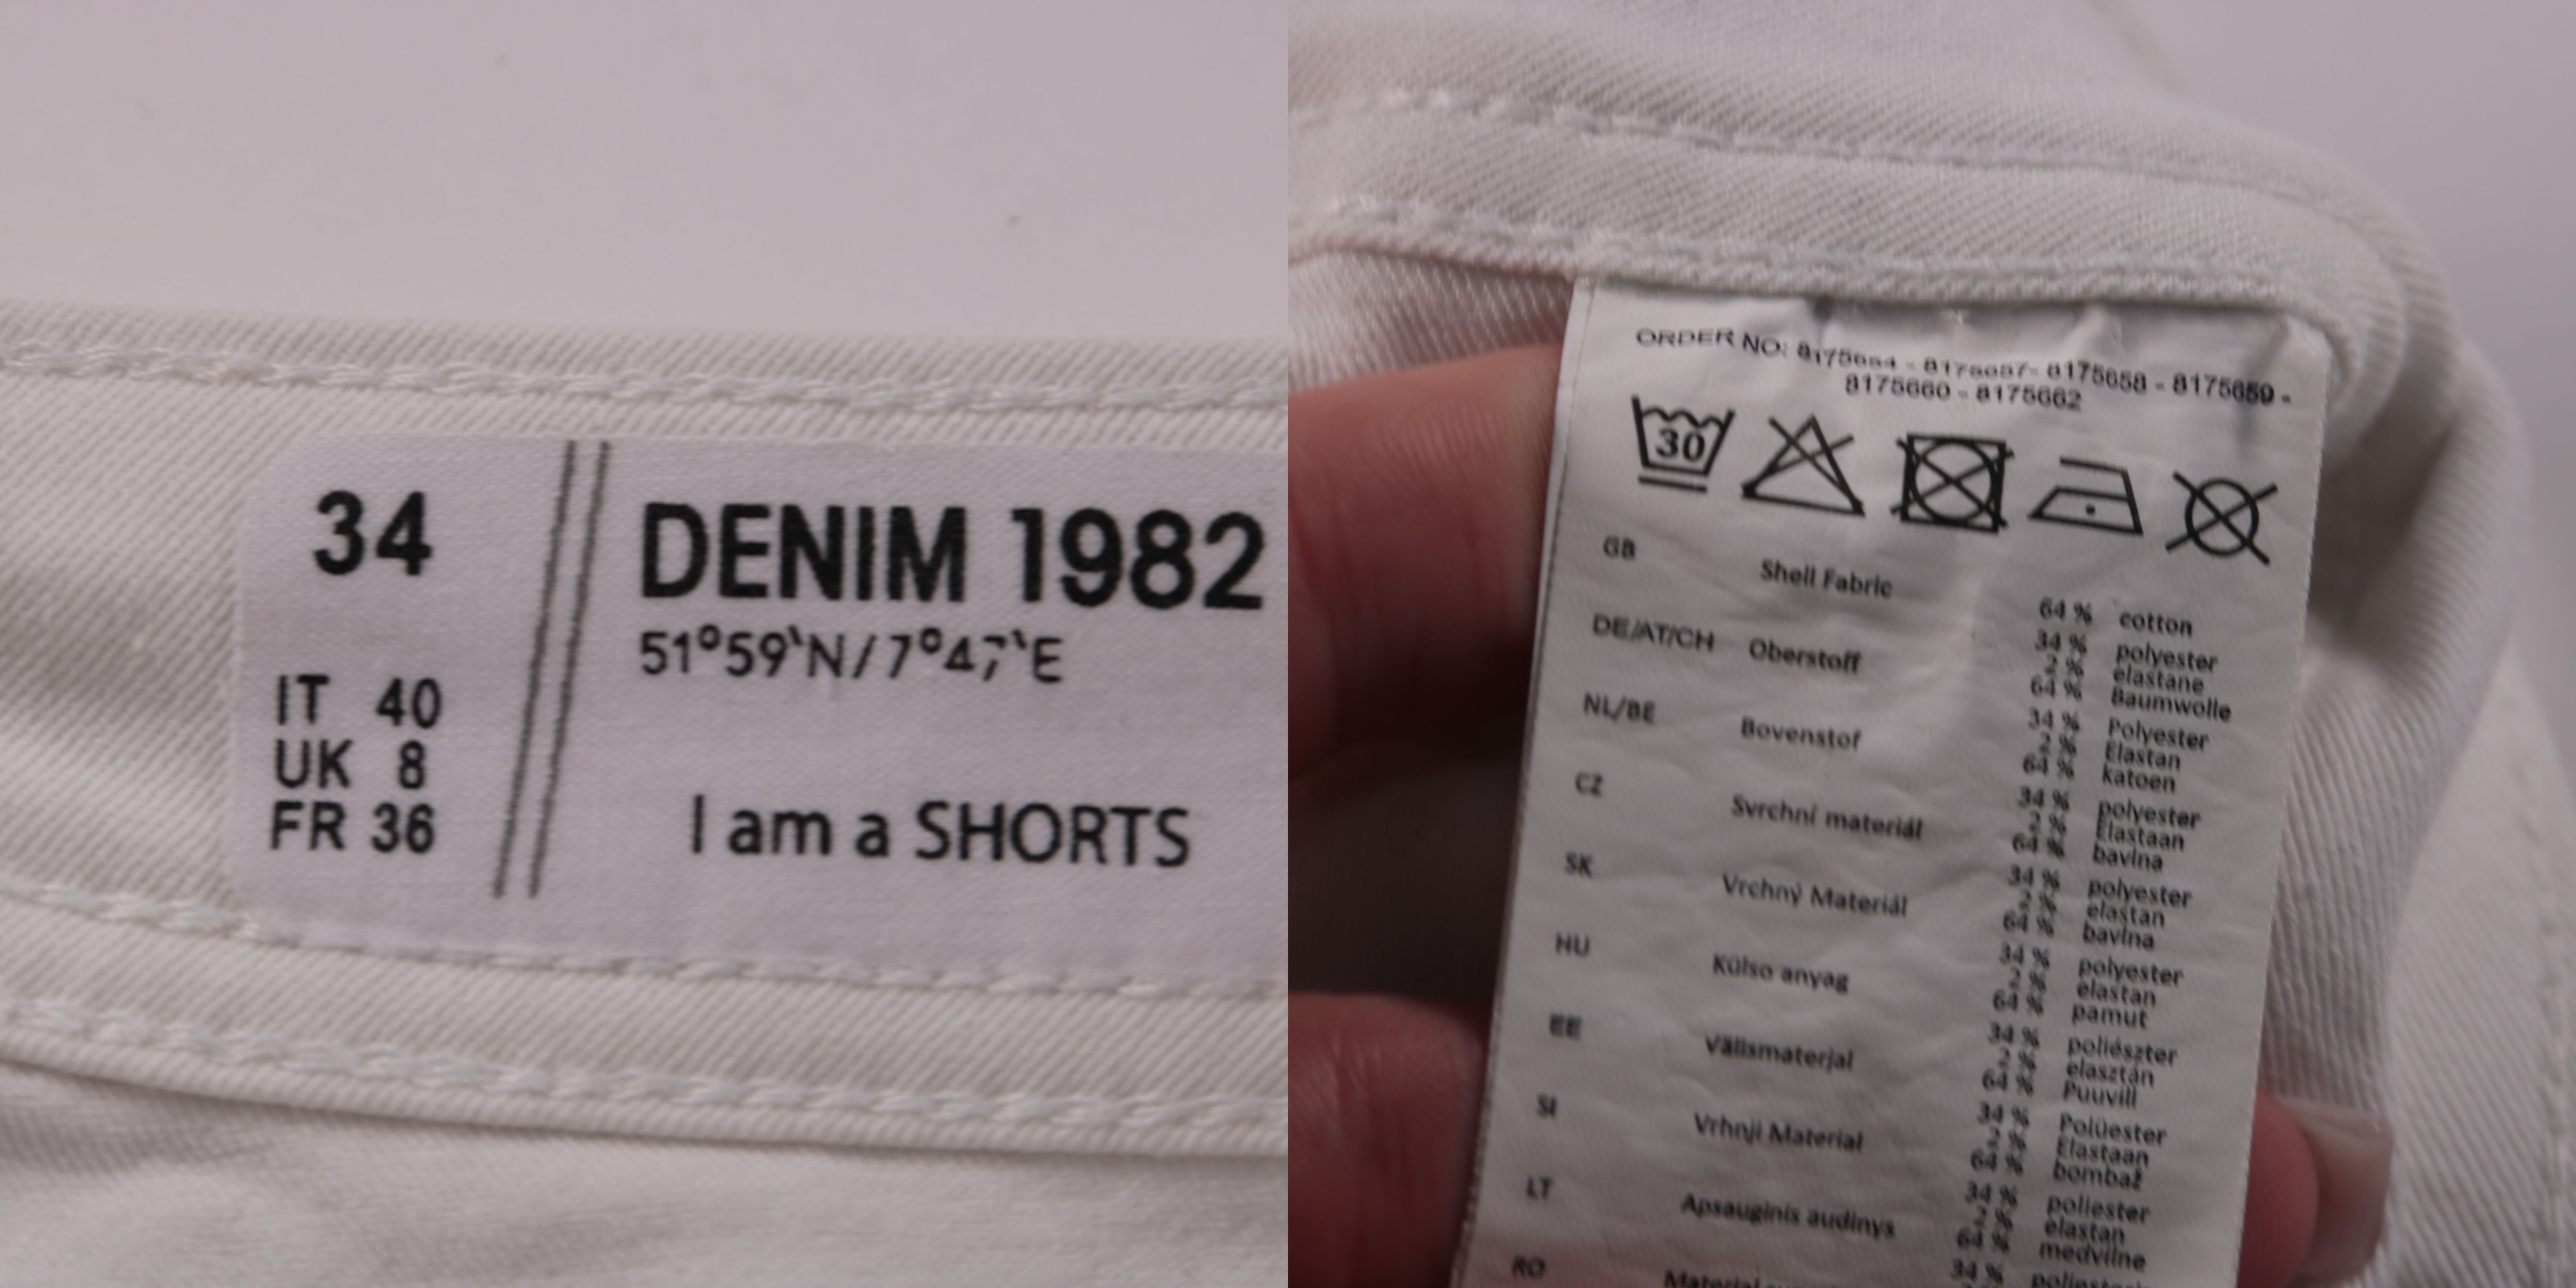 34
IT 40
UK 8
FR 36
DENIM 1982
51°59‵N/7°47‵E
I am a SHORTS
ORDER NO: 8175658 - 8175659 -
8175660 - 8175662
30
GB Shell Fabric 64 % cotton
34 % polyester
2 % elastane
DE/AT/CH Oberstoff 64 % Baumwolle
34 % Polyester
2 % Elastan
NL/BE Bovenstof 64 % katoen
34 % polyester
2 % Elastaan
CZ Svrchní materiál 64 % bavlna
34 % polyester
2 % elastan
SK Vrchný Materiál 64 % bavlna
34 % polyester
2 % elastan
HU Külso anyag 64 % pamut
34 % poliészter
2 % elasztán
EE Välismaterjal 64 % Puuvill
34 % Polüester
2 % Elastaan
SI Vrhnji Material 64 % bombaž
34 % poliester
2 % elastan
LT Apsauginis audinys 64 % medvilne
34 %
RO Material